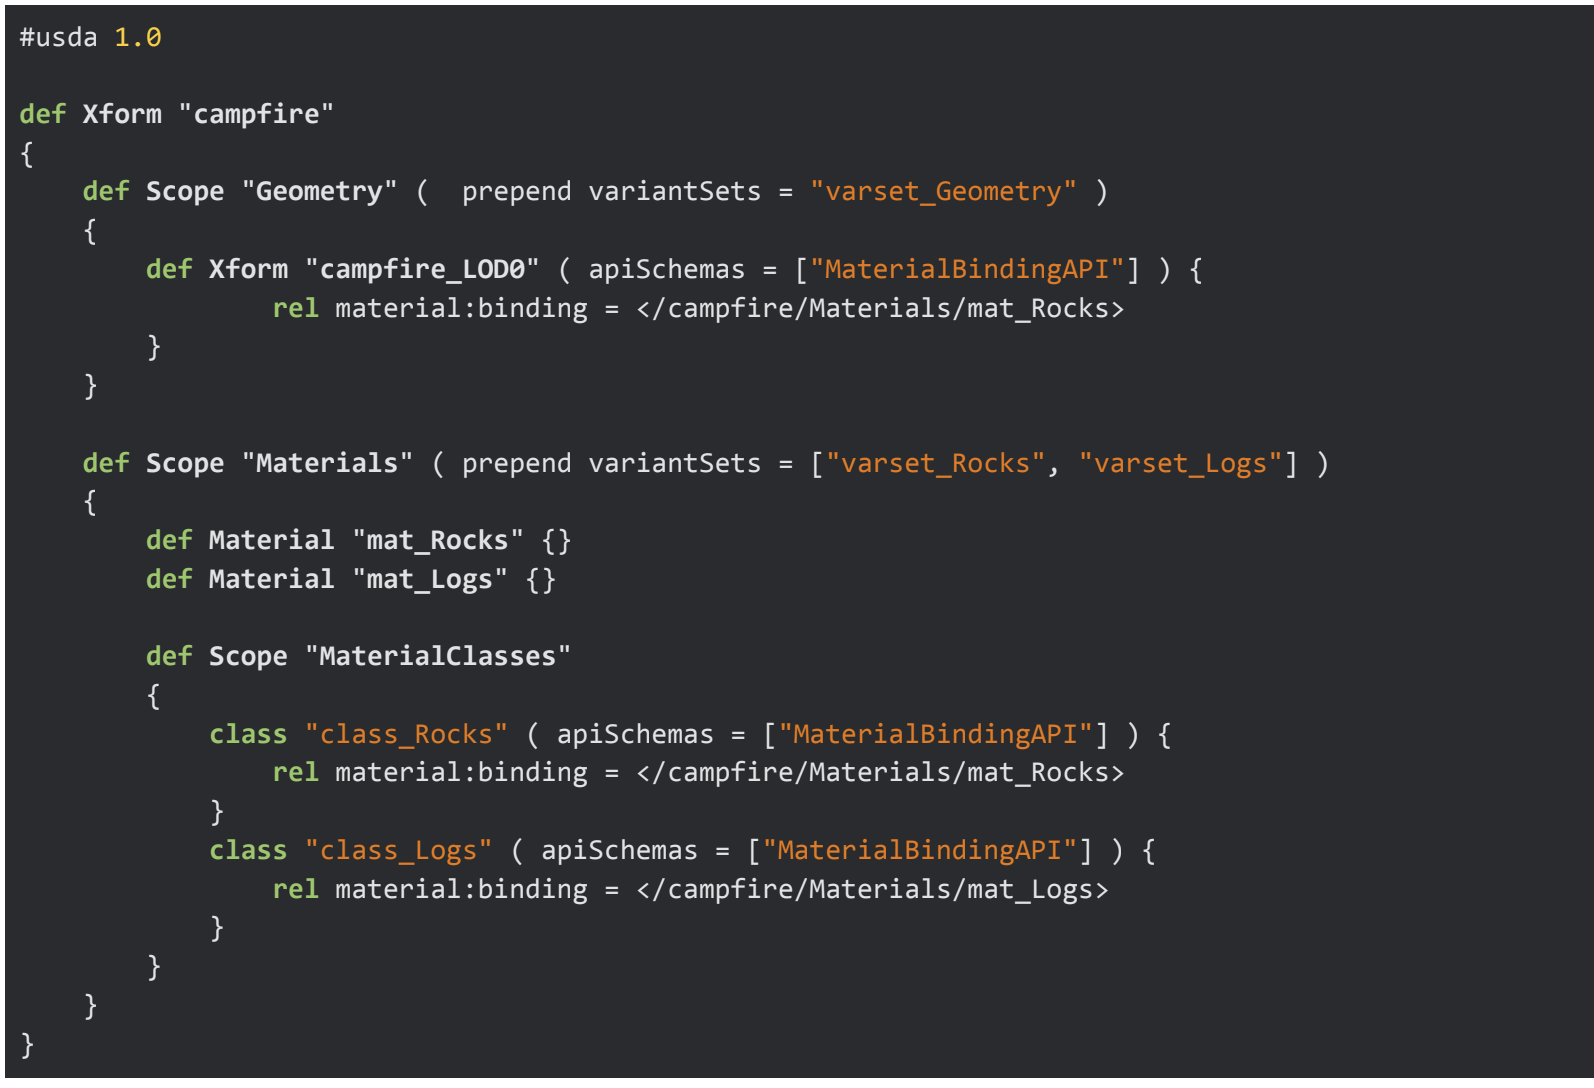 #usda 1.0
def Xform "campfire"
{
    def Scope "Geometry" (  prepend variantSets = "varset_Geometry" )
    {
        def Xform "campfire_LOD0" ( apiSchemas = ["MaterialBindingAPI"] ) {
                rel material:binding = </campfire/Materials/mat_Rocks>
        }
    }
    def Scope "Materials" ( prepend variantSets = ["varset_Rocks", "varset_Logs"] )
    {
        def Material "mat_Rocks" {}
        def Material "mat_Logs" {}
        def Scope "MaterialClasses"
        {
            class "class_Rocks" ( apiSchemas = ["MaterialBindingAPI"] ) {
                rel material:binding = </campfire/Materials/mat_Rocks>
            }
            class "class_Logs" ( apiSchemas = ["MaterialBindingAPI"] ) {
                rel material:binding = </campfire/Materials/mat_Logs>
            }
        }
    }
}